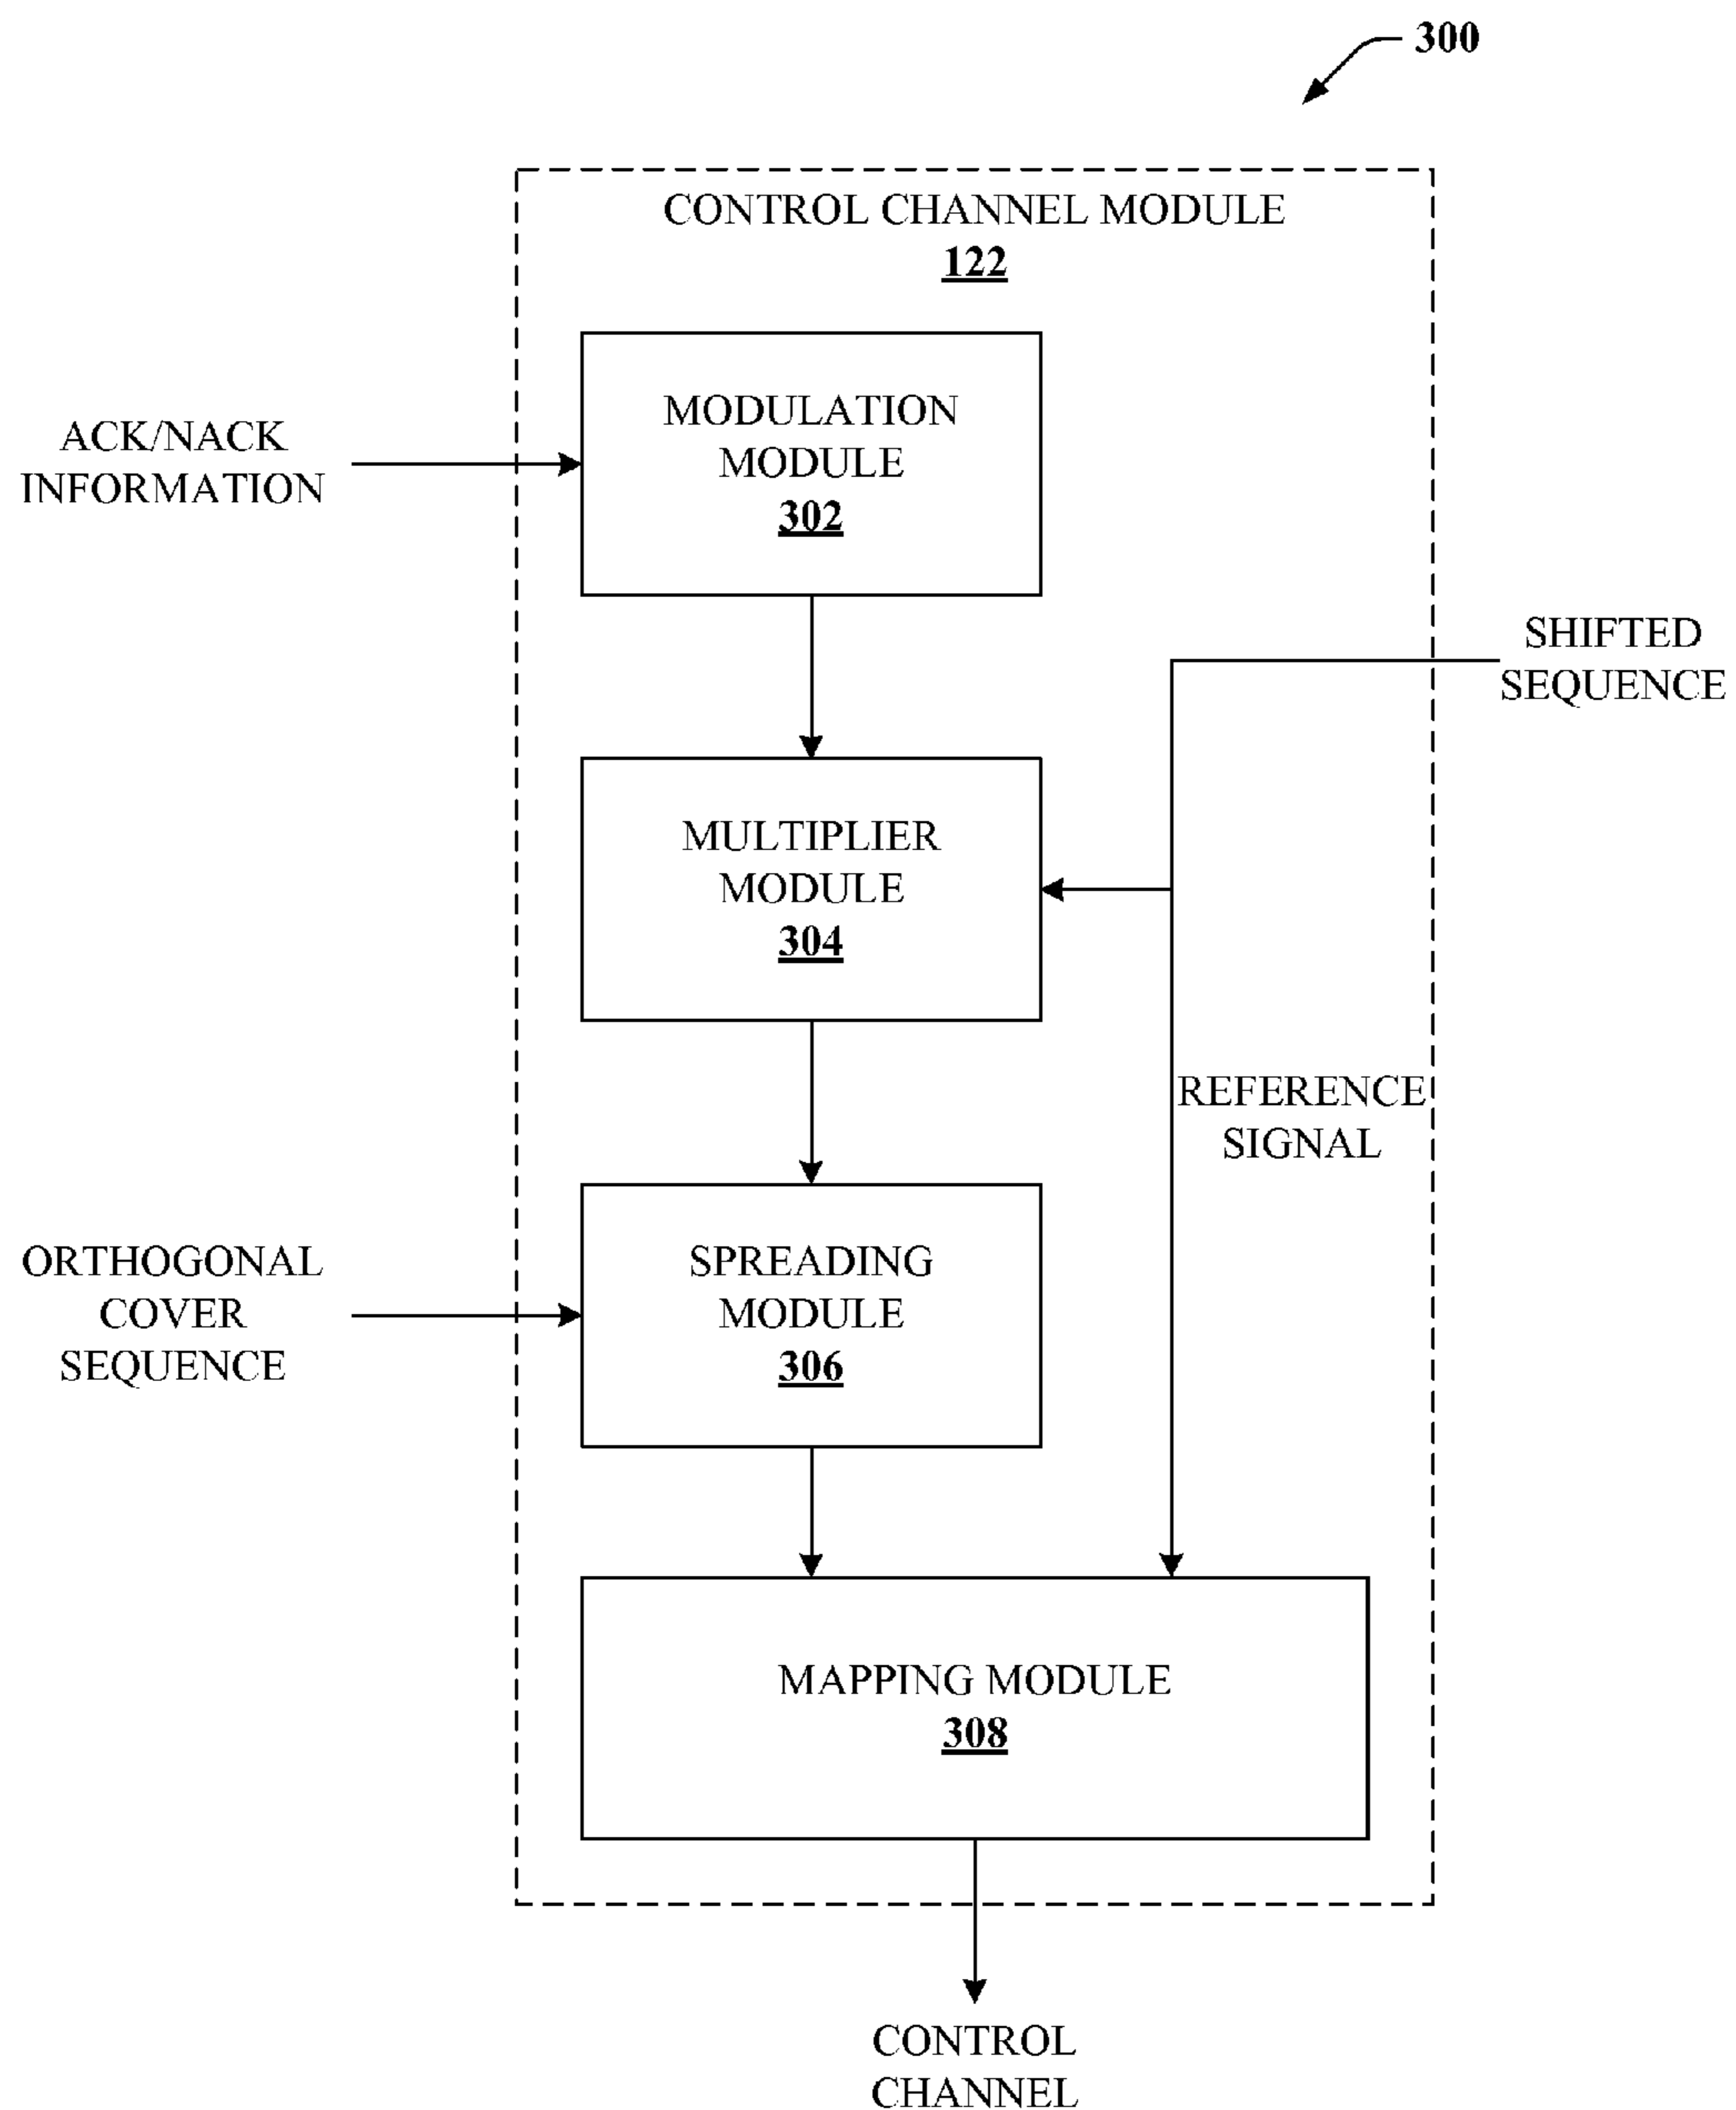 300
CONTROL CHANNEL MODULE
122
MODULATION
MODULE
302
ACK/NACK
INFORMATION
SHIFTED
SEQUENCE
MULTIPLIER
MODULE
304
REFERENCE
SIGNAL
ORTHOGONAL
COVER
SEQUENCE
SPREADING
MODULE
306
MAPPING MODULE
308
CONTROL
CHANNEL